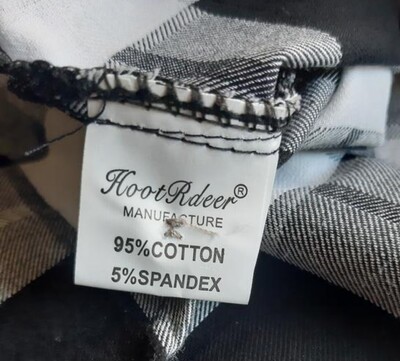 HootRdeer®
MANUFACTURE
95%COTTON
5%SPANDEX